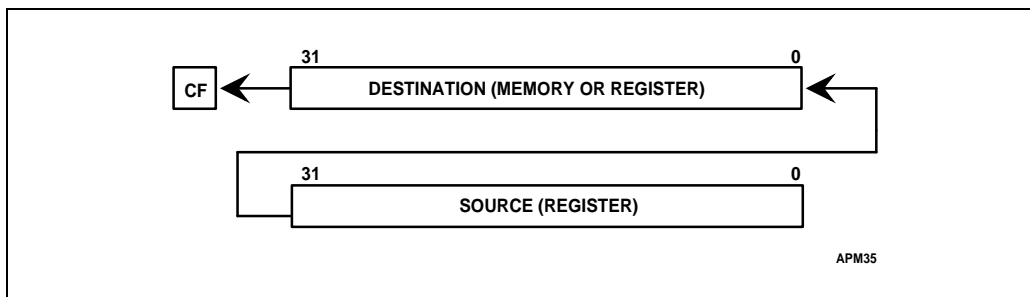 31 0
CF DESTINATION (MEMORY OR REGISTER)
31 0
SOURCE (REGISTER)
APM35